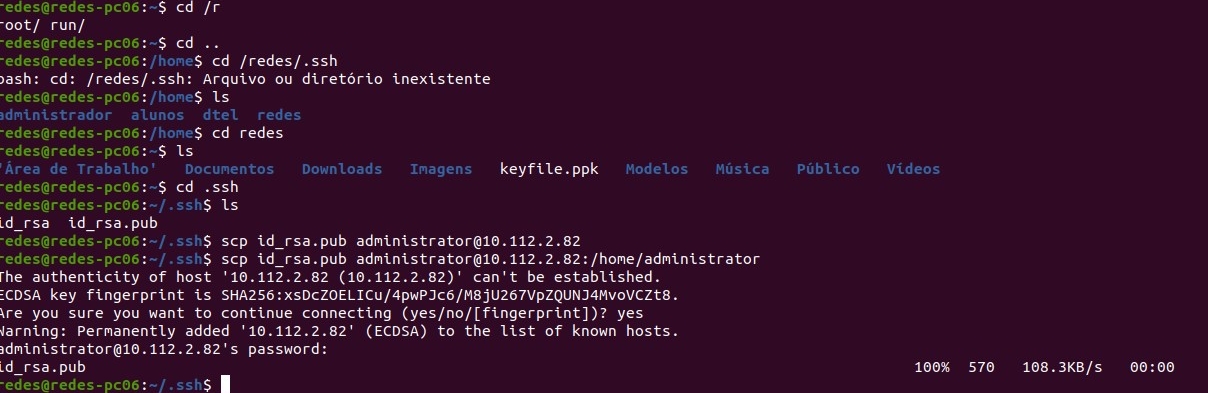 redes@redes-pc06:~$ cd /r
root/ run/
redes@redes-pc06:~$ cd ..
redes@redes-pc06:/home$ cd /redes/.ssh
bash: cd: /redes/.ssh: Arquivo ou diretório inexistente
redes@redes-pc06:/home$ ls
administrador  alunos  dtel  redes
redes@redes-pc06:/home$ cd redes
redes@redes-pc06:~$ ls
'Área de Trabalho'   Documentos   Downloads   Imagens   keyfile.ppk   Modelos   Música   Público   Vídeos
redes@redes-pc06:~$ cd .ssh
redes@redes-pc06:~/.ssh$ ls
id_rsa  id_rsa.pub
redes@redes-pc06:~/.ssh$ scp id_rsa.pub administrator@10.112.2.82
redes@redes-pc06:~/.ssh$ scp id_rsa.pub administrator@10.112.2.82:/home/administrator
The authenticity of host '10.112.2.82 (10.112.2.82)' can't be established.
ECDSA key fingerprint is SHA256:xsDcZOELICu/4pwPJc6/M8jU267VpZQUNJ4MvoVCZt8.
Are you sure you want to continue connecting (yes/no/[fingerprint])? yes
Warning: Permanently added '10.112.2.82' (ECDSA) to the list of known hosts.
administrator@10.112.2.82's password:
id_rsa.pub 100% 570 108.3KB/s 00:00
redes@redes-pc06:~/.ssh$